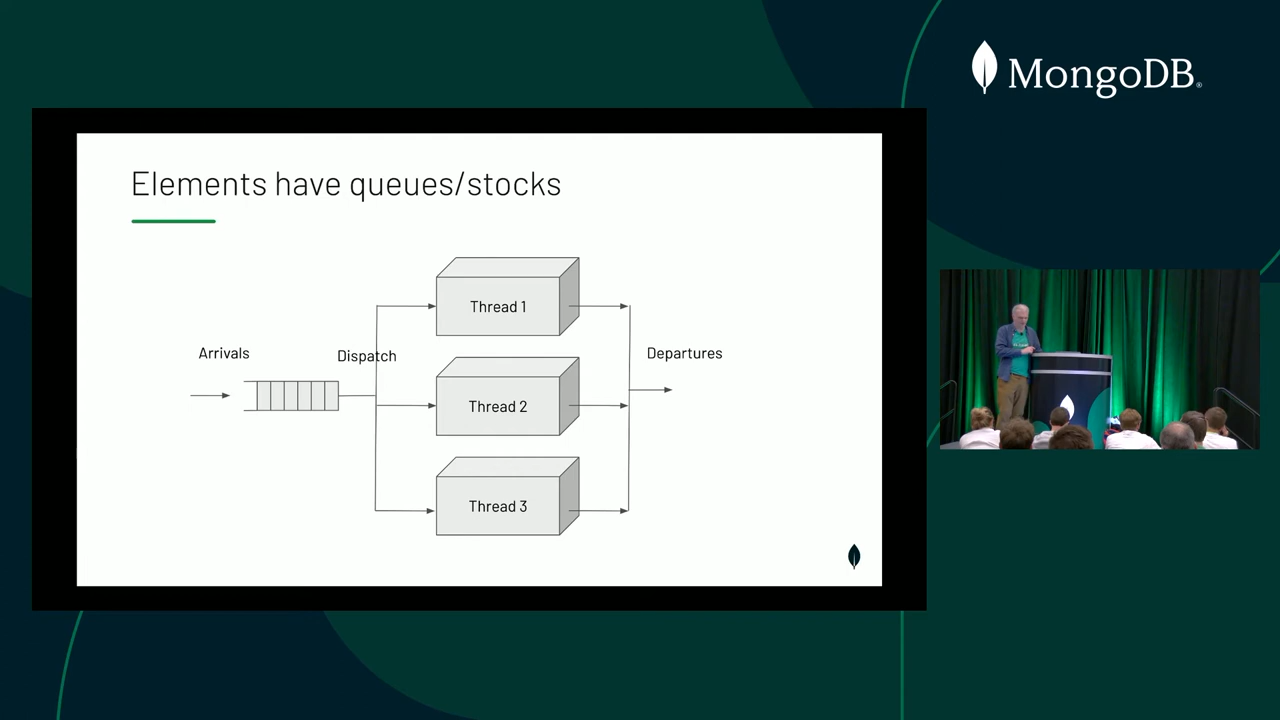 MongoDB®
Elements have queues/stocks
Thread 1
Arrivals
Dispatch
Departures
Thread 2
Thread 3